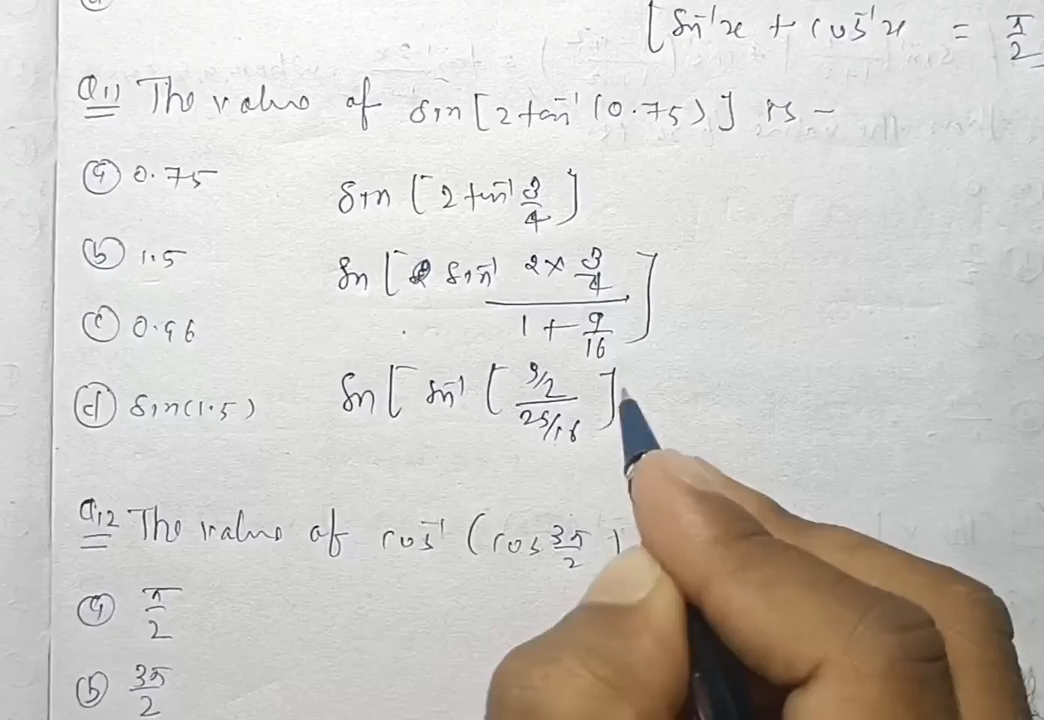 [sin⁻¹x + cos⁻¹x = π/2
Q.11 The value of sin[2tan⁻¹(0.75)] is -
(a) 0.75
sin[2tan⁻¹ 3/4]
(b) 1.5
sin[sin⁻¹ (2×3/4)/(1+9/16)]
(c) 0.96
(d) sin(1.5)
sin[sin⁻¹[(3/2)/(25/16)]
Q.12 The value of cos⁻¹(cos 3π/2)
(a) π/2
(b) 3π/2